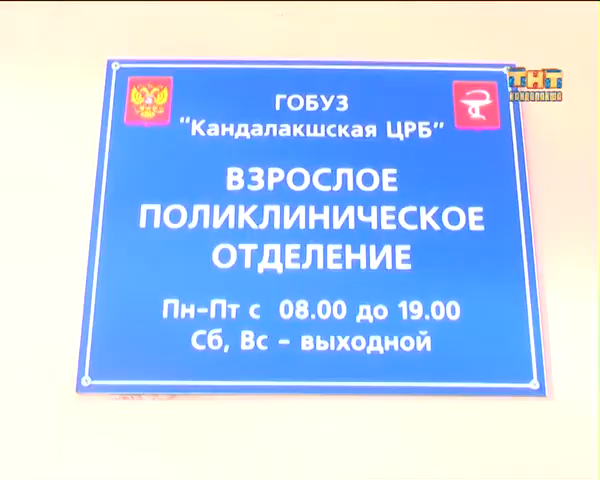 ТНТ
ГОБУЗ
"Кандалакшская ЦРБ"
ВЗРОСЛОЕ
ПОЛИКЛИНИЧЕСКОЕ
ОТДЕЛЕНИЕ
Пн-Пт с 08.00 до 19.00
Сб, Вс - выходной